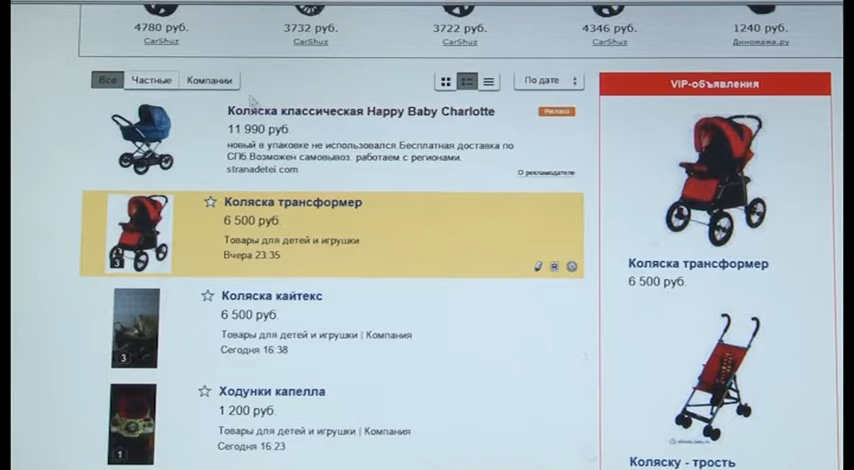 4780 руб.
CarShuz
3732 руб.
CarShuz
3722 руб.
CarShuz
4346 руб.
CarShuz
1240 руб.
Диномама.ру
Все
Частные
Компании
По дате
Коляска классическая Happy Baby Charlotte
Реклама
11 990 руб.
новый в упаковке не использовался.Бесплатная доставка по
СПб.Возможен самовывоз. работаем с регионами.
stranadetei.com
О рекламодателе
Коляска трансформер
6 500 руб.
Товары для детей и игрушки
Вчера 23:35
3
Коляска кайтекс
6 500 руб.
Товары для детей и игрушки | Компания
Сегодня 16:38
3
Ходунки капелла
1 200 руб.
Товары для детей и игрушки | Компания
Сегодня 16:23
1
VIP-объявления
Коляска трансформер
6 500 руб.
Коляску - трость